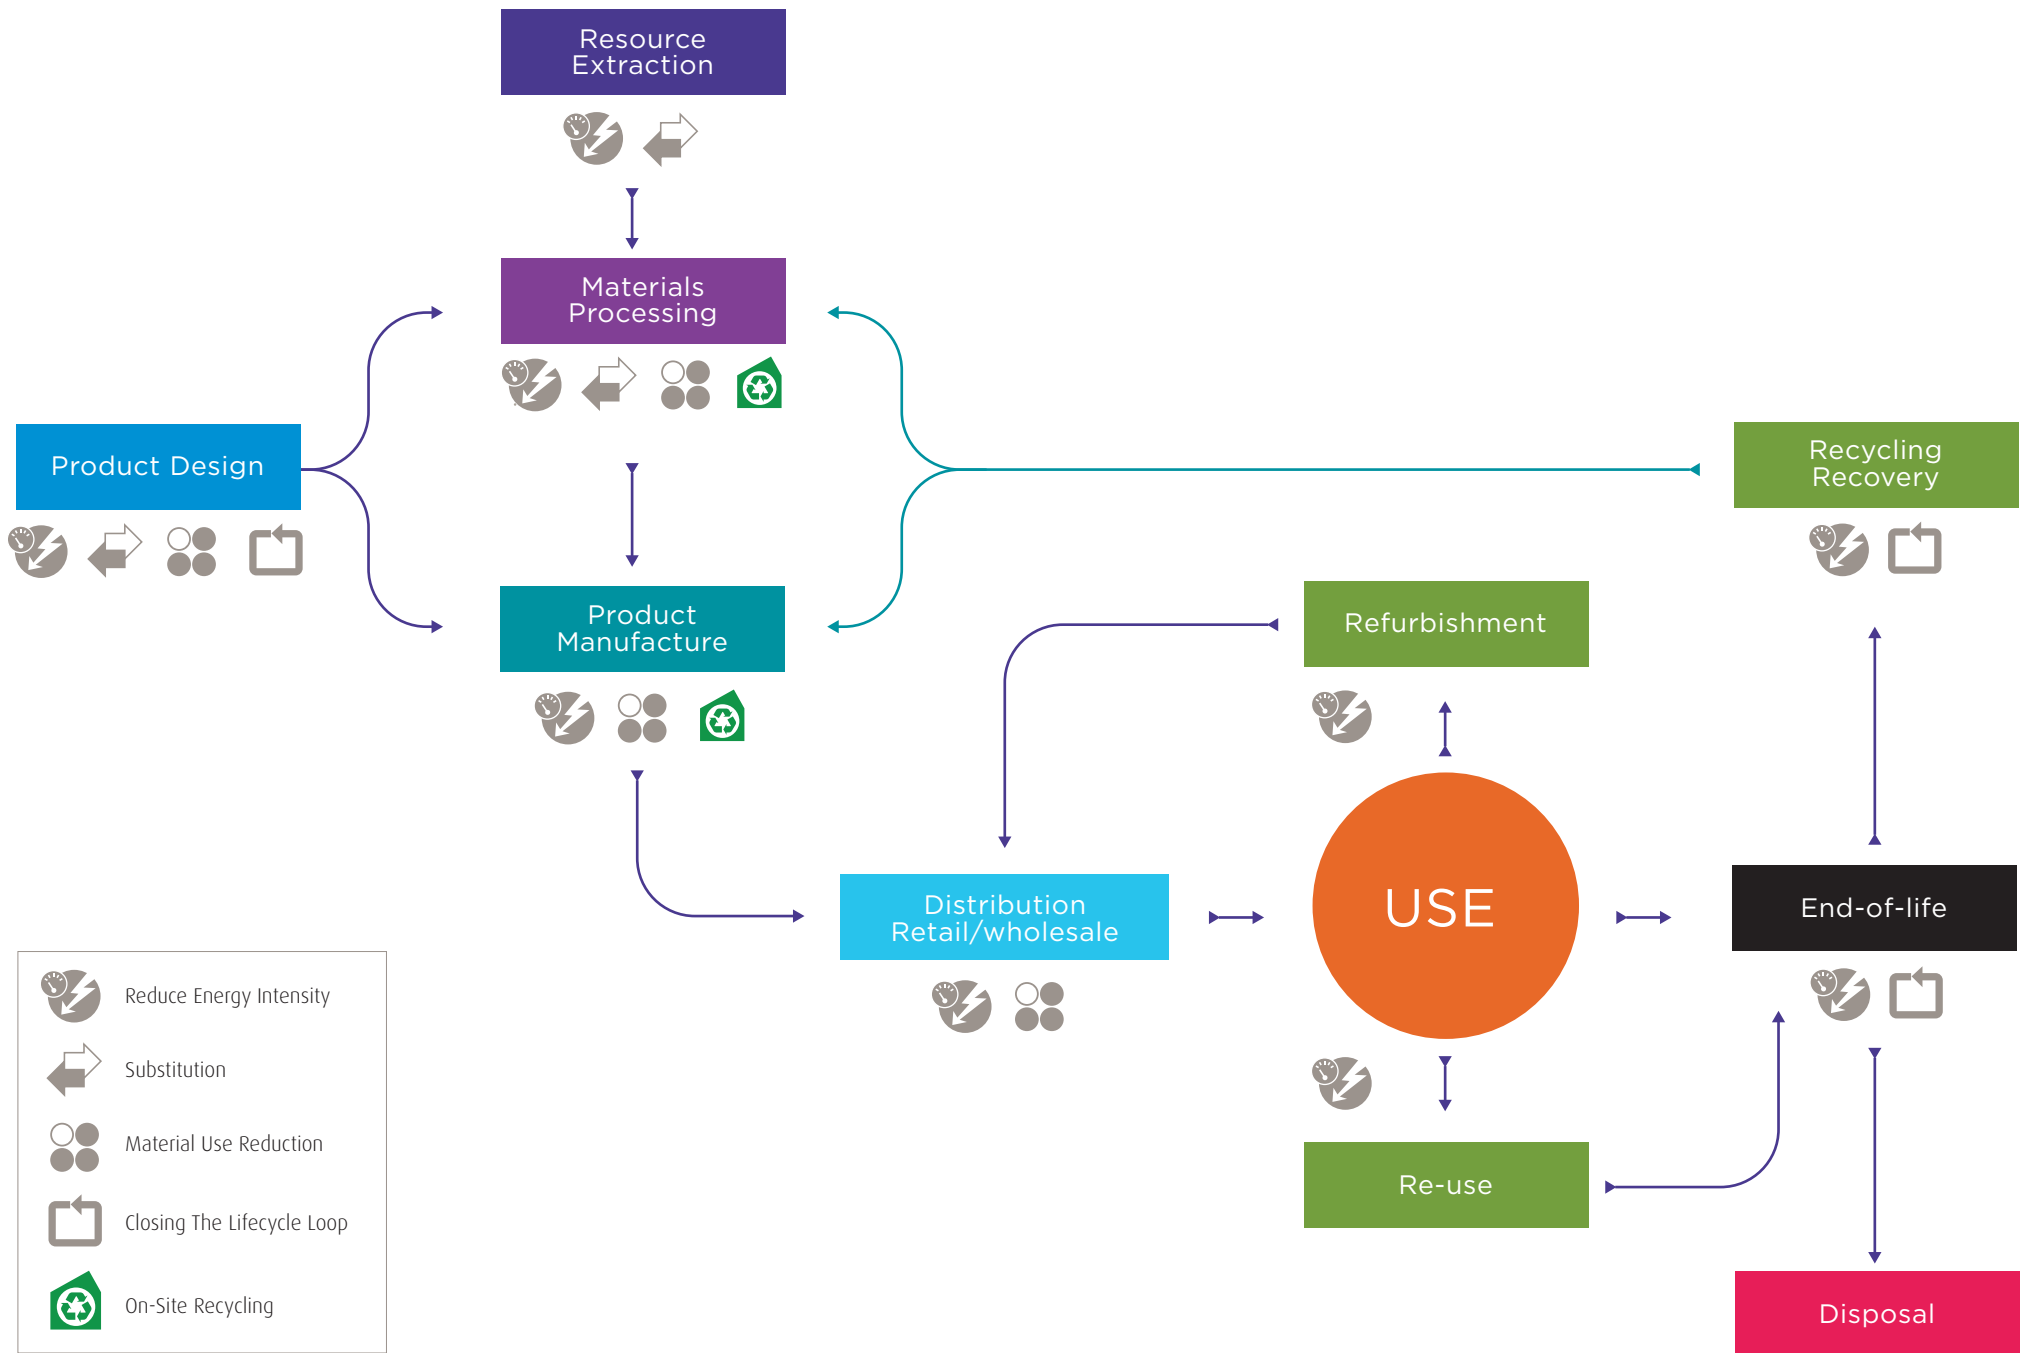 Resource
Extraction
Materials
Processing
Product Design
Recycling
Recovery
Product
Manufacture
Refurbishment
Distribution
Retail/wholesale
USE
End-of-life
Re-use
Disposal
Reduce Energy Intensity
Substitution
Material Use Reduction
Closing The Lifecycle Loop
On-Site Recycling